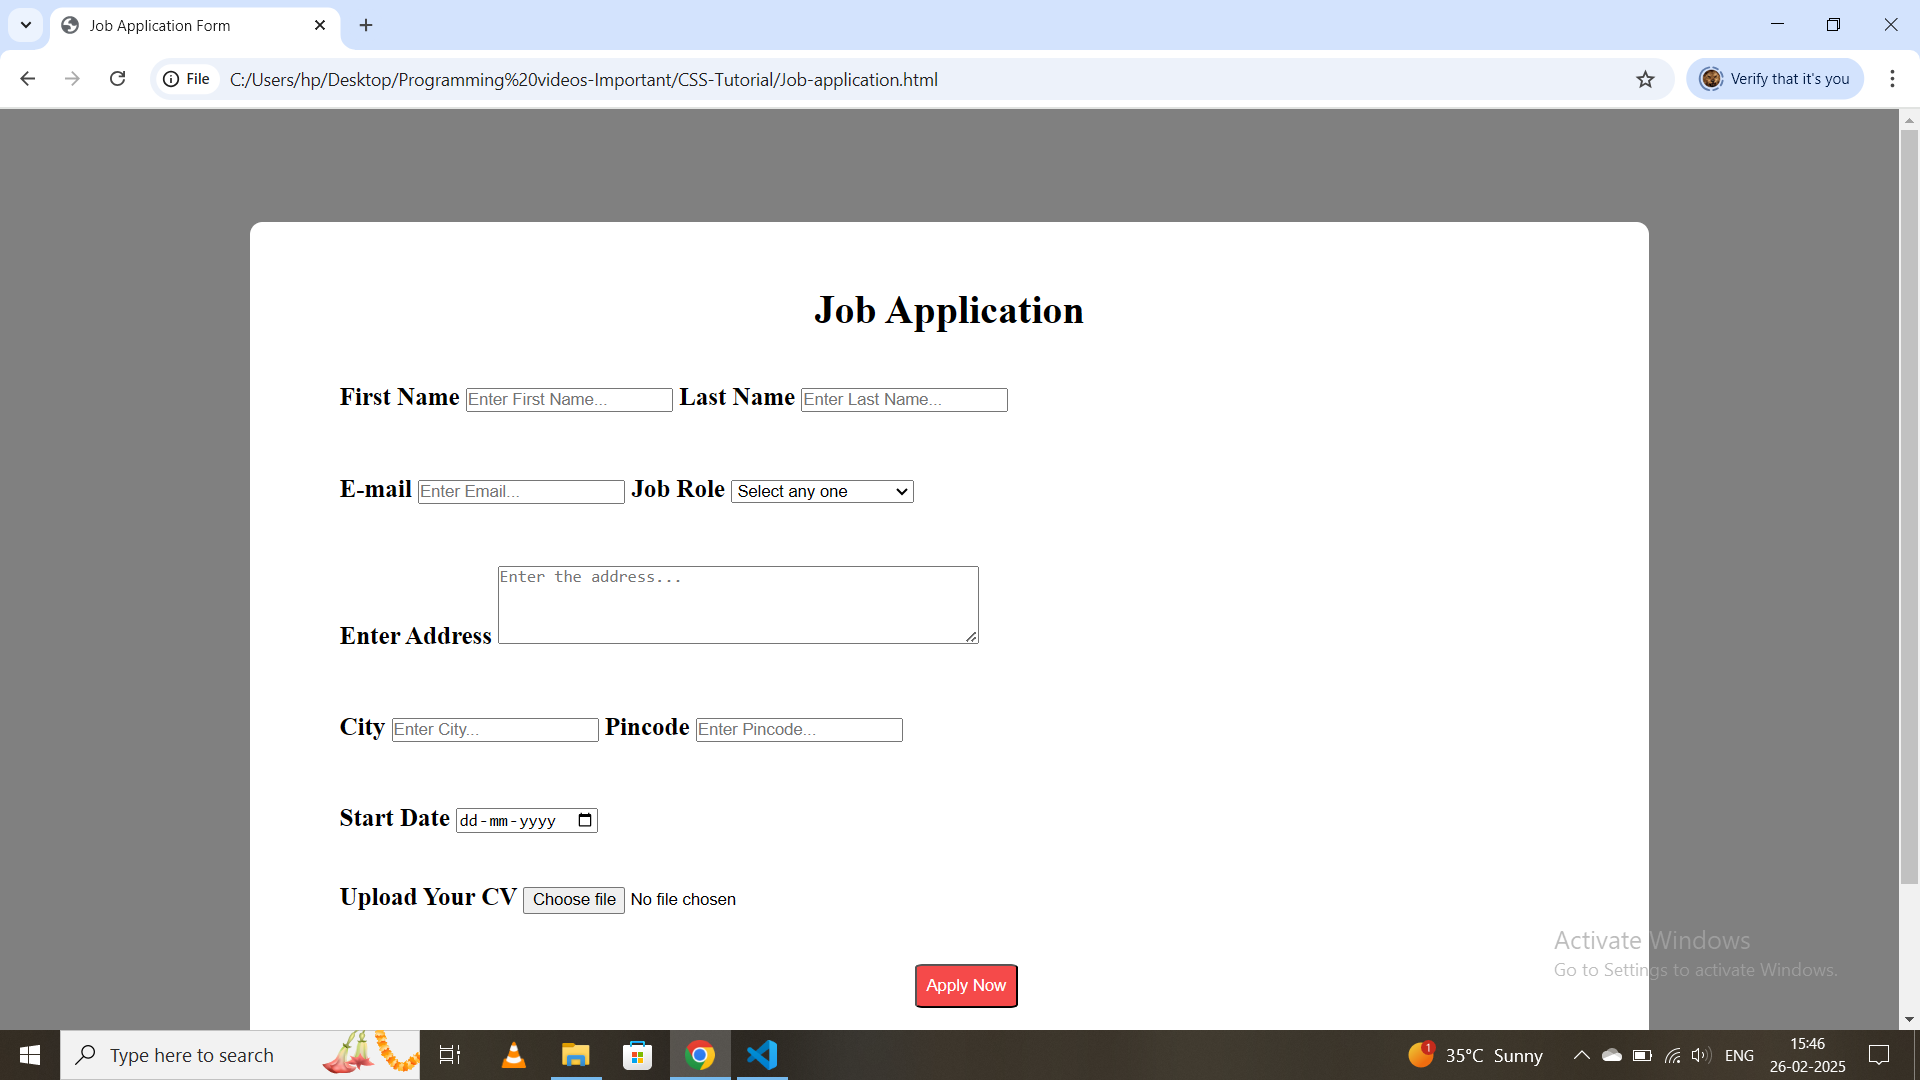 Job Application Form
File C:/Users/hp/Desktop/Programming%20videos-Important/CSS-Tutorial/Job-application.html Verify that it's you
Job Application
First Name Enter First Name... Last Name Enter Last Name...
E-mail Enter Email... Job Role Select any one
Enter the address...
Enter Address
City Enter City... Pincode Enter Pincode...
Start Date dd-mm-yyyy
Upload Your CV Choose file No file chosen
Activate Windows
Go to Settings to activate Windows.
Apply Now
Type here to search 1 35°C Sunny ENG 15:46
26-02-2025